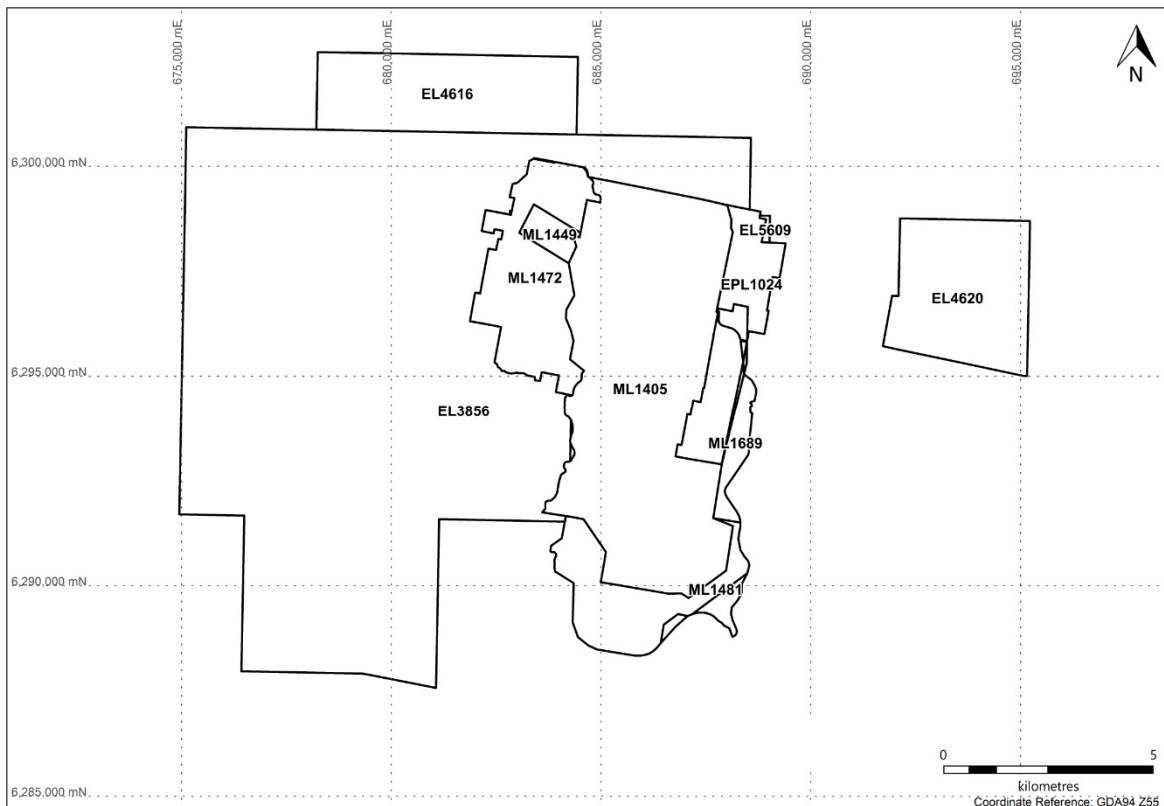 675,000 mE
680,000 mE
685,000 mE
690,000 mE
695,000 mE
N
EL4616
6,300,000 mN
ML1449
EL5609
ML1472
EPL1024
EL4620
6,295,000 mN
ML1405
EL3856
ML1689
6,290,000 mN
ML1481
0
5
kilometres
6,285,000 mN
Coordinate Reference: GDA94 Z55